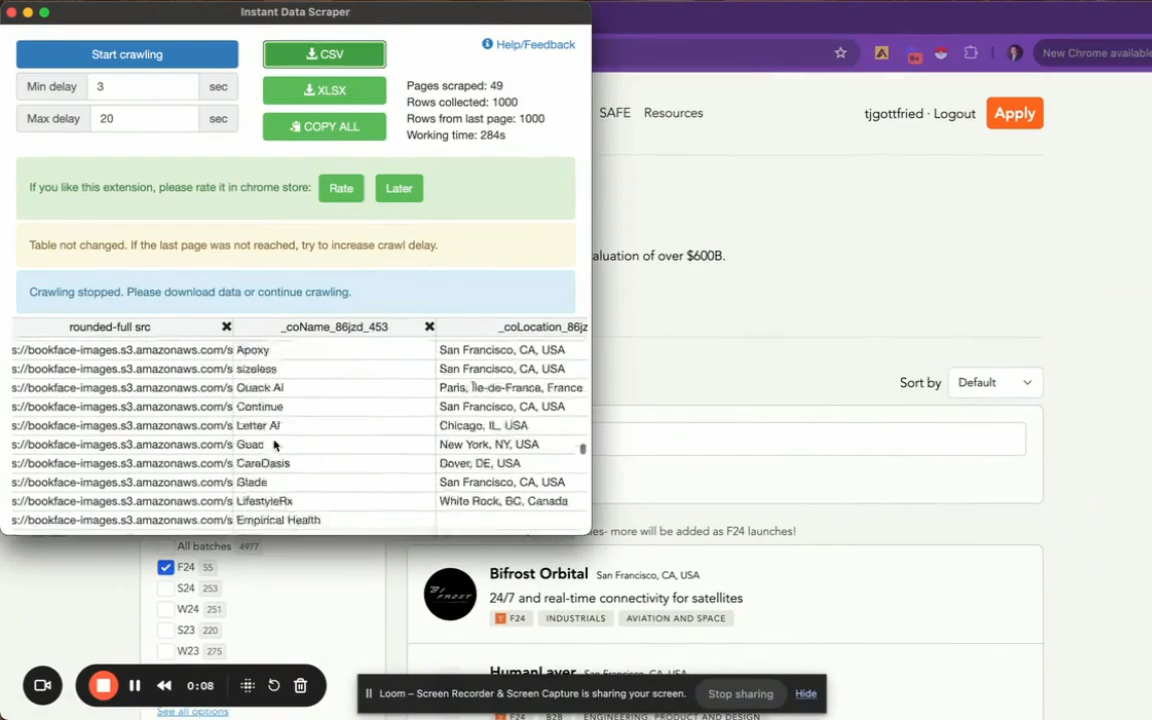 Instant Data Scraper
Start crawling
CSV
Help/Feedback
Min delay 3 sec
XLSX
Pages scraped: 49
Rows collected: 1000
Rows from last page: 1000
Working time: 284s
Max delay 20 sec
COPY ALL
If you like this extension, please rate it in chrome store: Rate Later
Table not changed. If the last page was not reached, try to increase crawl delay.
Crawling stopped. Please download data or continue crawling.
rounded-full src _coName_86jzd_453 _coLocation_86jz
s://bookface-images.s3.amazonaws.com/s Apoxy San Francisco, CA, USA
s://bookface-images.s3.amazonaws.com/s sizeless San Francisco, CA, USA
s://bookface-images.s3.amazonaws.com/s Quack AI Paris, Île-de-France, France
s://bookface-images.s3.amazonaws.com/s Continue San Francisco, CA, USA
s://bookface-images.s3.amazonaws.com/s Letter AI Chicago, IL, USA
s://bookface-images.s3.amazonaws.com/s Guac New York, NY, USA
s://bookface-images.s3.amazonaws.com/s CareOasis Dover, DE, USA
s://bookface-images.s3.amazonaws.com/s Glade San Francisco, CA, USA
s://bookface-images.s3.amazonaws.com/s LifestyleRx White Rock, BC, Canada
s://bookface-images.s3.amazonaws.com/s Empirical Health
New Chrome available
SAFE Resources tjgottfried · Logout Apply
aluation of over $600B.
Sort by Default
ies- more will be added as F24 launches!
All batches 4977
F24 55
S24 253
W24 251
S23 220
W23 275
See all options
Bifrost Orbital San Francisco, CA, USA
24/7 and real-time connectivity for satellites
F24 INDUSTRIALS AVIATION AND SPACE
HumanLayer San Francisco, CA, USA
F24 B2B ENGINEERING, PRODUCT AND DESIGN
0:08
Loom – Screen Recorder & Screen Capture is sharing your screen. Stop sharing Hide